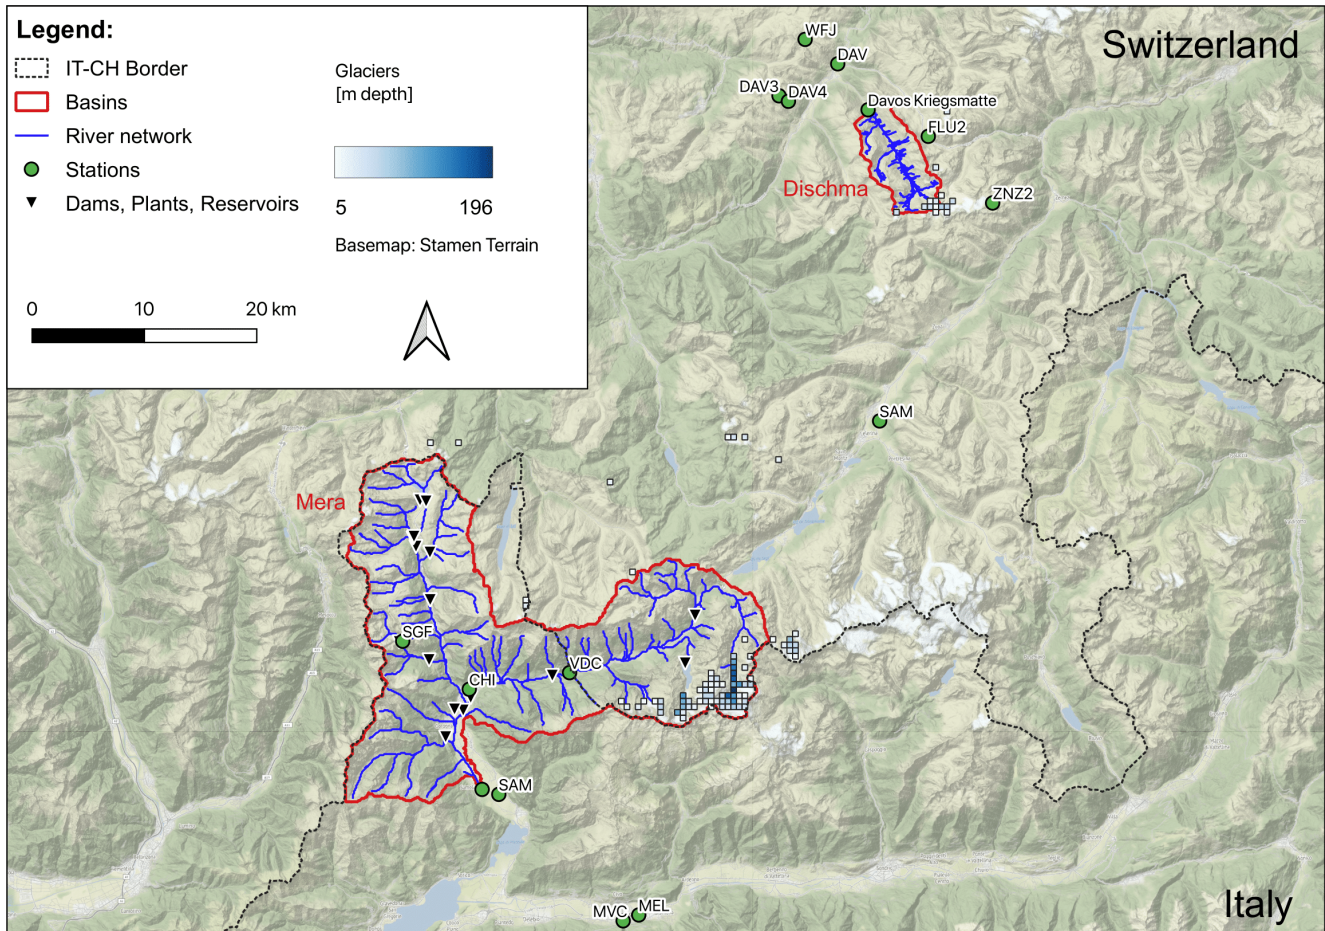 Legend:
IT-CH Border
Basins
River network
Stations
Dams, Plants, Reservoirs
Glaciers
[m depth]
5 196
Basemap: Stamen Terrain
0 10 20 km
Switzerland
WFJ
DAV
DAV3
DAV4
Davos Kriegsmatte
FLU2
Dischma
ZNZ2
SAM
Mera
SGF
VDC
CHI
SAM
MVC
MEL
Italy